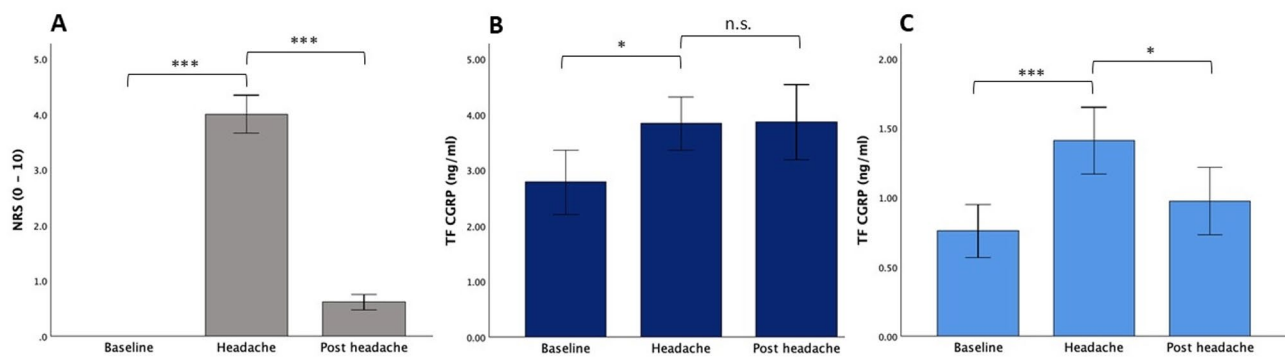 A
***
***
5.0
4.0
3.0
2.0
1.0
.0
NRS (0 – 10)
Baseline Headache Post headache
B
*
n.s.
5.00
4.00
3.00
2.00
1.00
0.00
TF CGRP (ng/ml)
Baseline Headache Post headache
C
***
*
2.00
1.50
1.00
0.50
0.00
TF CGRP (ng/ml)
Baseline Headache Post headache